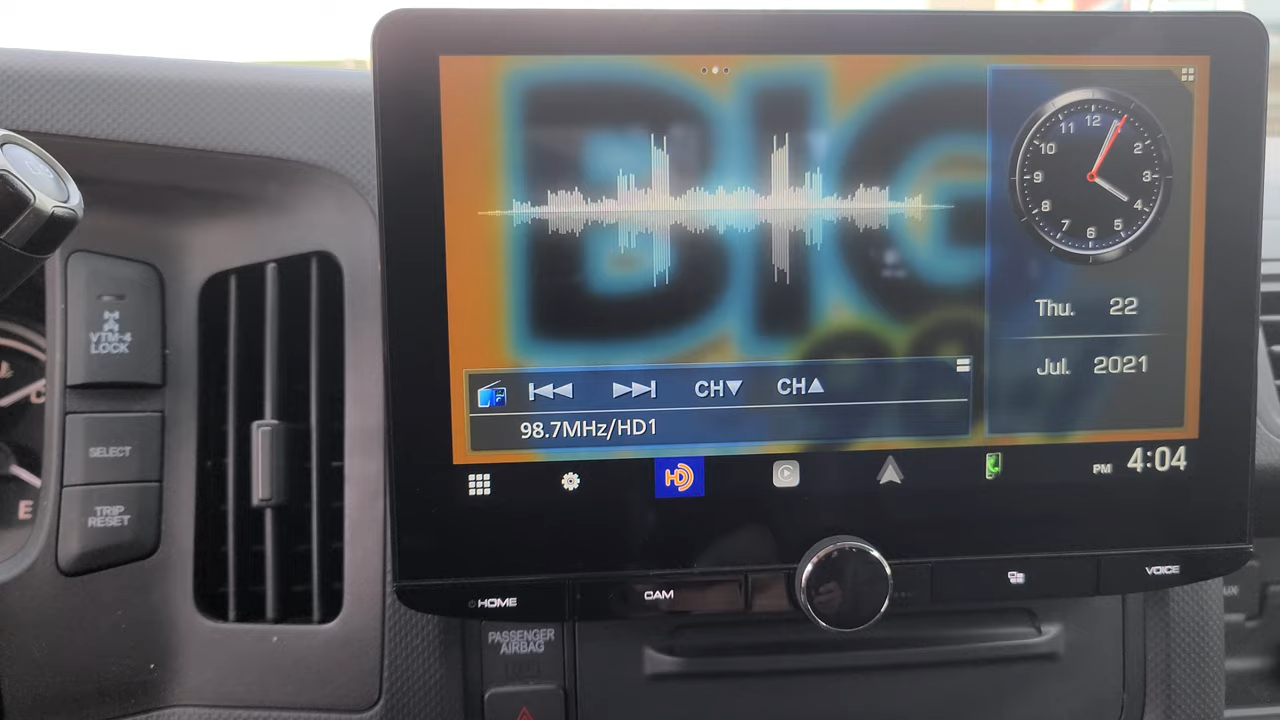 BIG
12
11
10
2
9
3
8
4
7
5
6
Thu. 22
Jul. 2021
CH▼ CH▲
98.7MHz/HD1
HD
PM 4:04
VTM-4
LOCK
SELECT
TRIP
RESET
E
HOME
CAM
VOICE
PASSENGER
AIRBAG